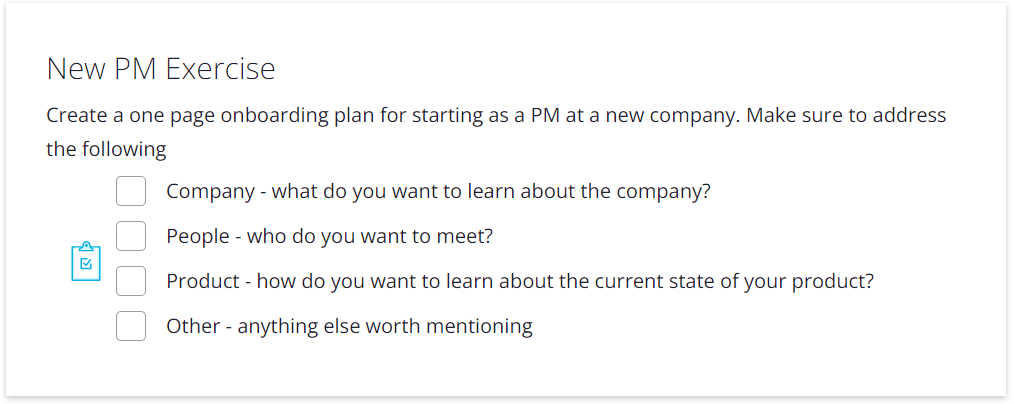 New PM Exercise
Create a one page onboarding plan for starting as a PM at a new company. Make sure to address
the following
Company - what do you want to learn about the company?
People - who do you want to meet?
Product - how do you want to learn about the current state of your product?
Other - anything else worth mentioning